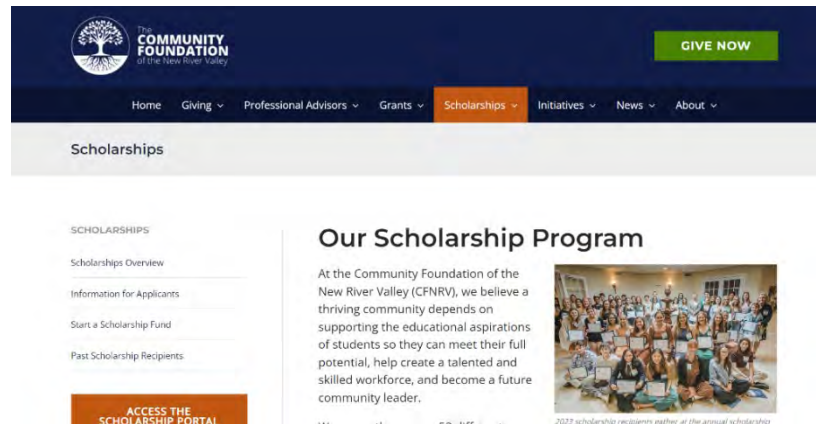 The
COMMUNITY
FOUNDATION
of the New River Valley
GIVE NOW
Home Giving Professional Advisors Grants Scholarships Initiatives News About
Scholarships
SCHOLARSHIPS
Scholarships Overview
Information for Applicants
Start a Scholarship Fund
Past Scholarship Recipients
ACCESS THE
SCHOLARSHIP PORTAL
Our Scholarship Program
At the Community Foundation of the
New River Valley (CFNRV), we believe a
thriving community depends on
supporting the educational aspirations
of students so they can meet their full
potential, help create a talented and
skilled workforce, and become a future
community leader.
2023 scholarship recipients gather at the annual scholarship